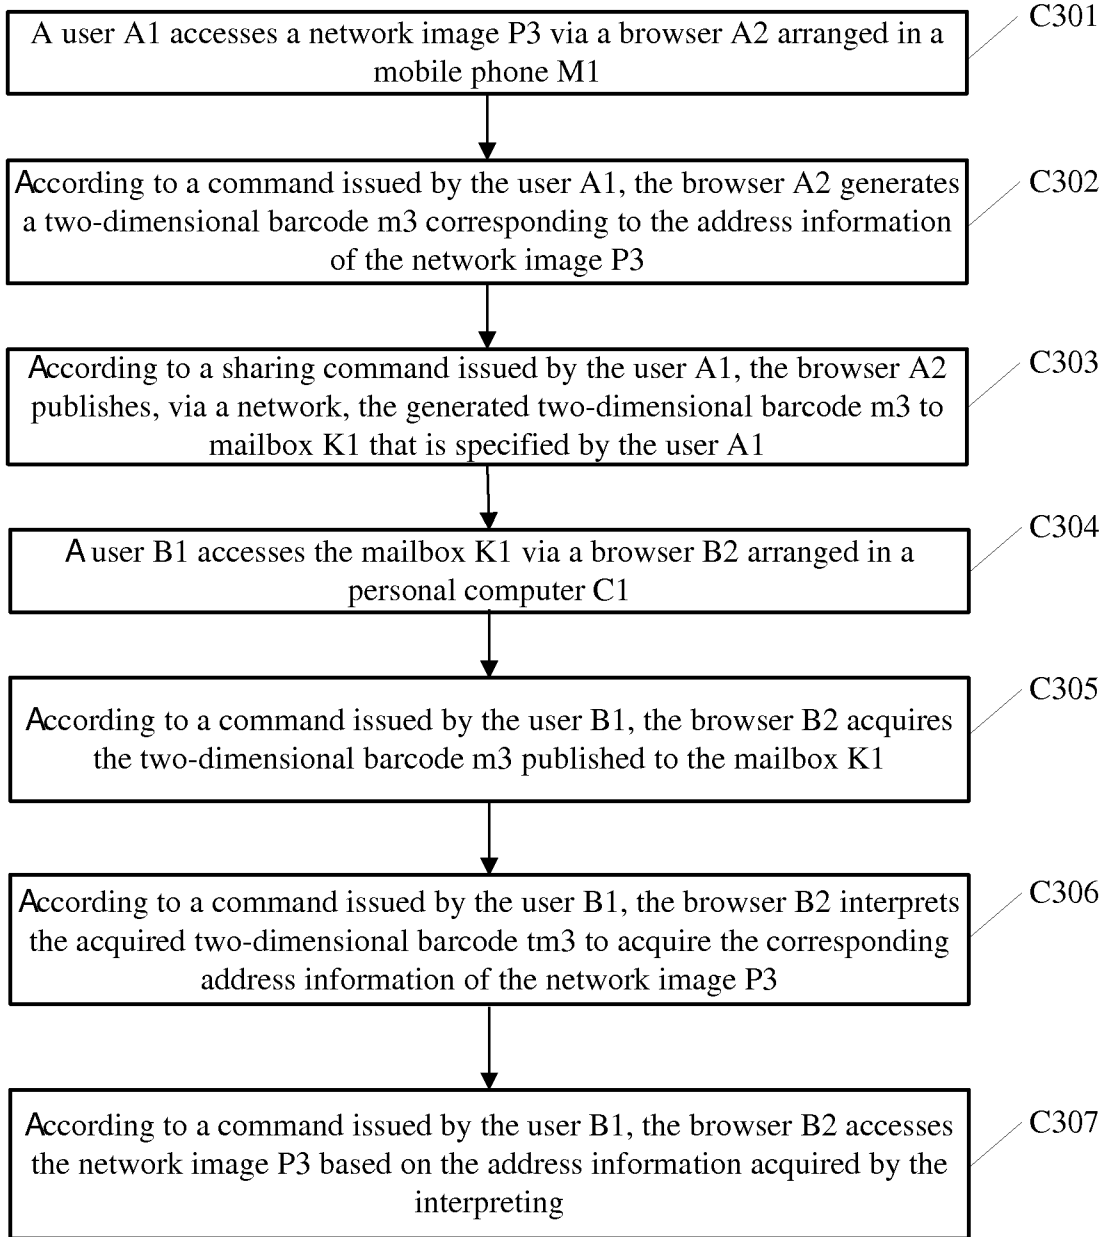 A user A1 accesses a network image P3 via a browser A2 arranged in a
mobile phone M1
C301
According to a command issued by the user A1, the browser A2 generates
a two-dimensional barcode m3 corresponding to the address information
of the network image P3
C302
According to a sharing command issued by the user A1, the browser A2
publishes, via a network, the generated two-dimensional barcode m3 to
mailbox K1 that is specified by the user A1
C303
A user B1 accesses the mailbox K1 via a browser B2 arranged in a
personal computer C1
C304
According to a command issued by the user B1, the browser B2 acquires
the two-dimensional barcode m3 published to the mailbox K1
C305
According to a command issued by the user B1, the browser B2 interprets
the acquired two-dimensional barcode tm3 to acquire the corresponding
address information of the network image P3
C306
According to a command issued by the user B1, the browser B2 accesses
the network image P3 based on the address information acquired by the
interpreting
C307